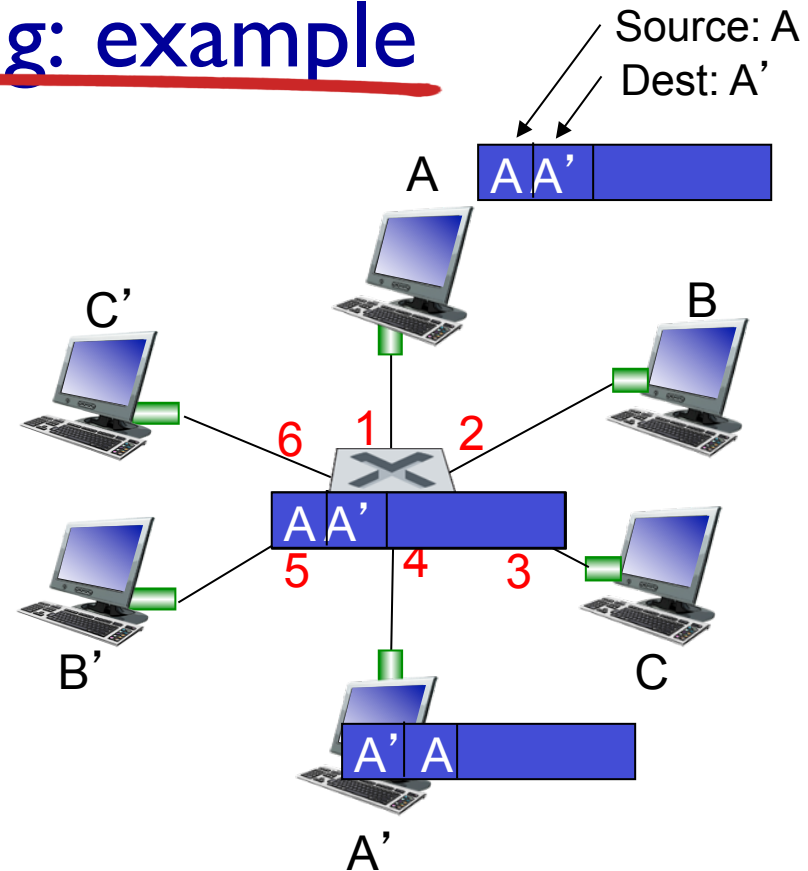 g: example
Source: A
Dest: A’
A
A A’
C’
B
6
1
2
A A’
5
4
3
B’
C
A’ A
A’